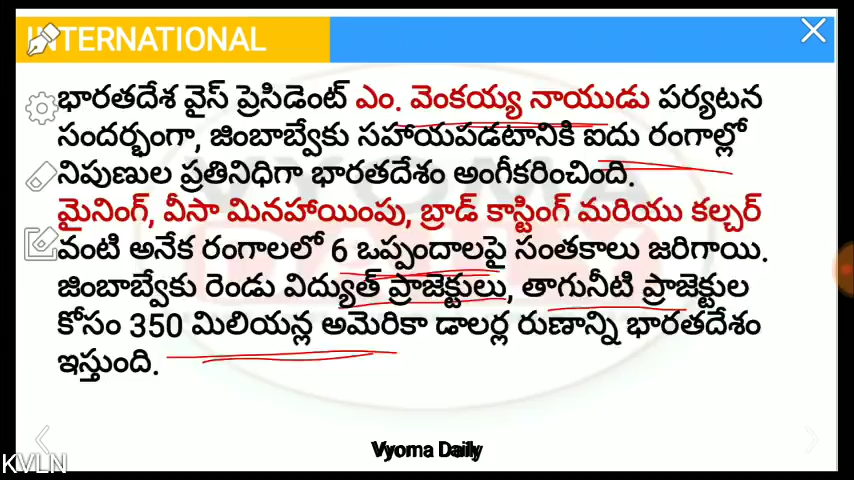 INTERNATIONAL
భారతదేశ వైస్ ప్రెసిడెంట్ ఎం. వెంకయ్య నాయుడు పర్యటన
సందర్భంగా, జింబాబ్వేకు సహాయపడటానికి ఐదు రంగాల్లో
నిపుణుల ప్రతినిధిగా భారతదేశం అంగీకరించింది.
మైనింగ్, వీసా మినహాయింపు, బ్రాడ్ కాస్టింగ్ మరియు కల్చర్
వంటి అనేక రంగాలలో 6 ఒప్పందాలపై సంతకాలు జరిగాయి.
జింబాబ్వేకు రెండు విద్యుత్ ప్రాజెక్టులు, తాగునీటి ప్రాజెక్టుల
కోసం 350 మిలియన్ల అమెరికా డాలర్ల రుణాన్ని భారతదేశం
ఇస్తుంది.
Vyoma Daily
KVLN